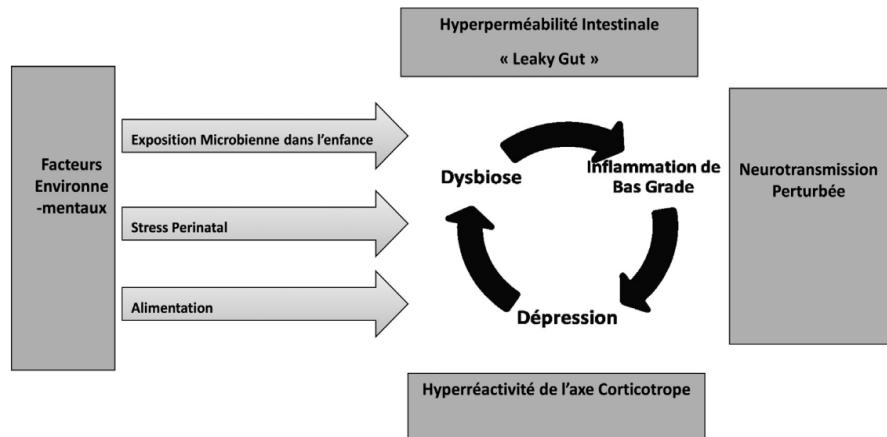 Hyperperméabilité Intestinale
« Leaky Gut »
Facteurs
Environne
-mentaux
Exposition Microbienne dans l'enfance
Stress Perinatal
Alimentation
Dysbiose
Inflammation de
Bas Grade
Dépression
Neurotransmission
Perturbée
Hyperréactivité de l'axe Corticotrope